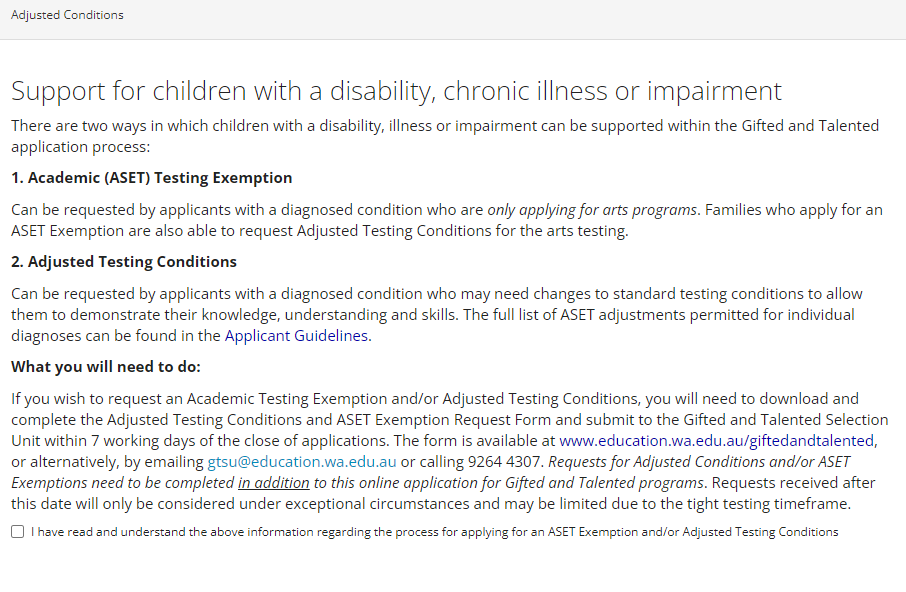 Adjusted Conditions
Support for children with a disability, chronic illness or impairment
There are two ways in which children with a disability, illness or impairment can be supported within the Gifted and Talented
application process:
1. Academic (ASET) Testing Exemption
Can be requested by applicants with a diagnosed condition who are only applying for arts programs. Families who apply for an
ASET Exemption are also able to request Adjusted Testing Conditions for the arts testing.
2. Adjusted Testing Conditions
Can be requested by applicants with a diagnosed condition who may need changes to standard testing conditions to allow
them to demonstrate their knowledge, understanding and skills. The full list of ASET adjustments permitted for individual
diagnoses can be found in the Applicant Guidelines.
What you will need to do:
If you wish to request an Academic Testing Exemption and/or Adjusted Testing Conditions, you will need to download and
complete the Adjusted Testing Conditions and ASET Exemption Request Form and submit to the Gifted and Talented Selection
Unit within 7 working days of the close of applications. The form is available at www.education.wa.edu.au/giftedandtalented,
or alternatively, by emailing gtsu@education.wa.edu.au or calling 9264 4307. Requests for Adjusted Conditions and/or ASET
Exemptions need to be completed in addition to this online application for Gifted and Talented programs. Requests received after
this date will only be considered under exceptional circumstances and may be limited due to the tight testing timeframe.
I have read and understand the above information regarding the process for applying for an ASET Exemption and/or Adjusted Testing Conditions